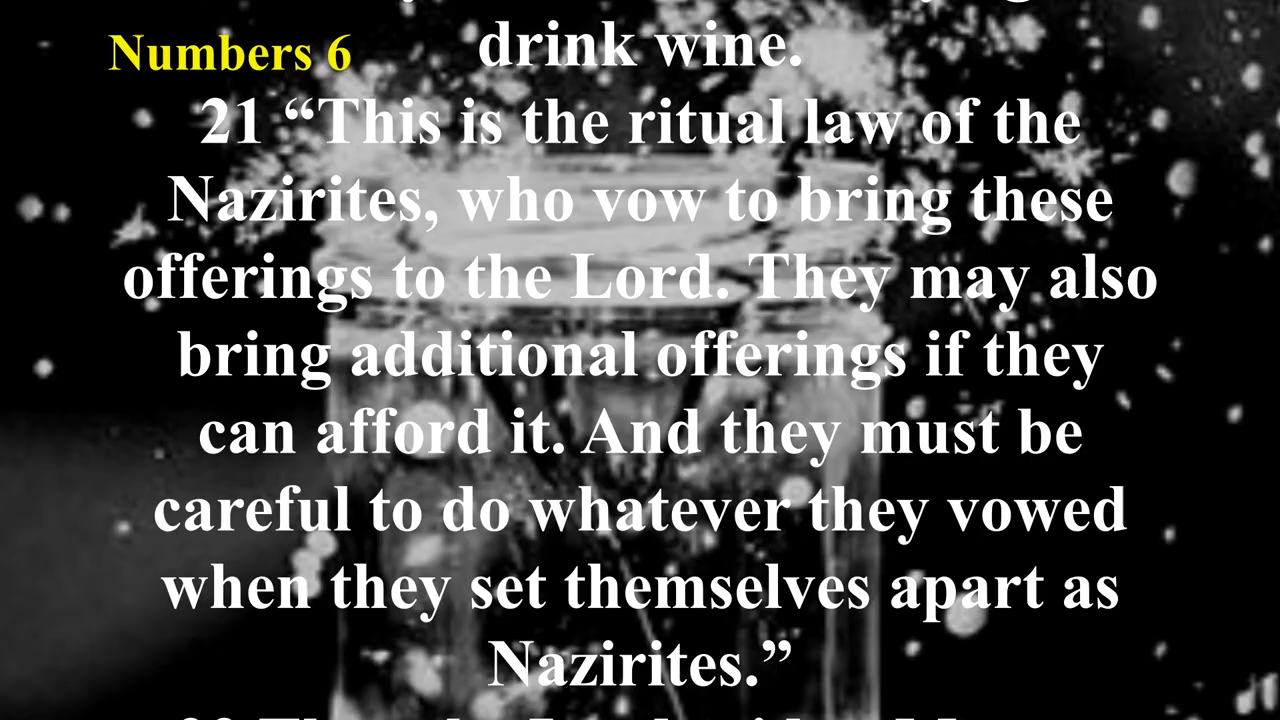 Numbers 6
drink wine.
21 “This is the ritual law of the
Nazirites, who vow to bring these
offerings to the Lord. They may also
bring additional offerings if they
can afford it. And they must be
careful to do whatever they vowed
when they set themselves apart as
Nazirites.”